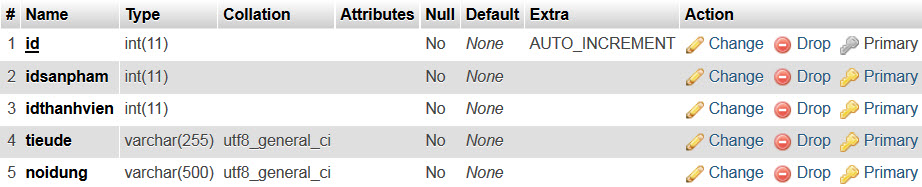 # Name Type Collation Attributes Null Default Extra Action
1 id int(11) No None AUTO_INCREMENT Change Drop Primary
2 idsanpham int(11) No None Change Drop Primary
3 idthanhvien int(11) No None Change Drop Primary
4 tieude varchar(255) utf8_general_ci No None Change Drop Primary
5 noidung varchar(500) utf8_general_ci No None Change Drop Primary